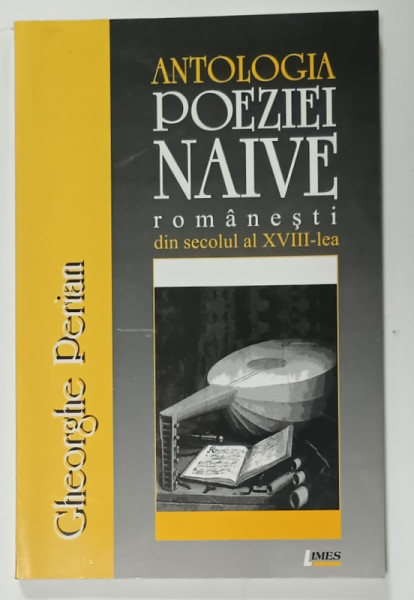 ANTOLOGIA
POEZIEI
NAIVE
românești
din secolul al XVIII-lea
Gheorghe Perian
LIMES